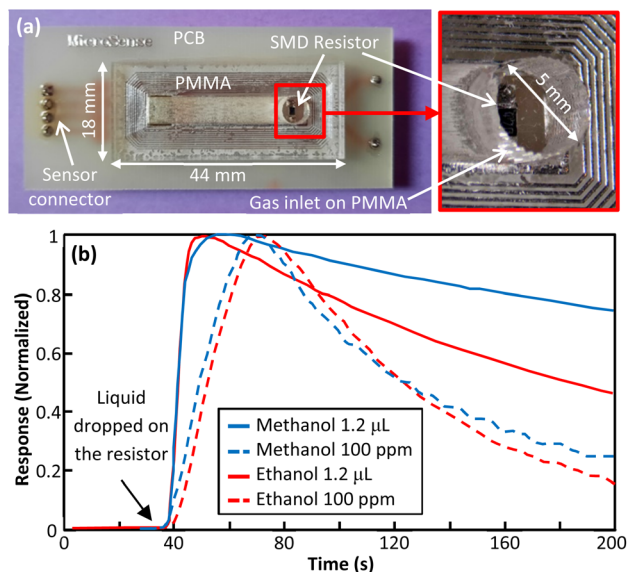 (a)
MicroSense
PCB
SMD Resistor
PMMA
5 mm
18 mm
44 mm
Sensor
connector
Gas inlet on PMMA
(b)
Response (Normalized)
1
0.8
0.6
0.4
0.2
0
Liquid
dropped on
the resistor
Methanol 1.2 μL
Methanol 100 ppm
Ethanol 1.2 μL
Ethanol 100 ppm
0 40 80 120 160 200
Time (s)